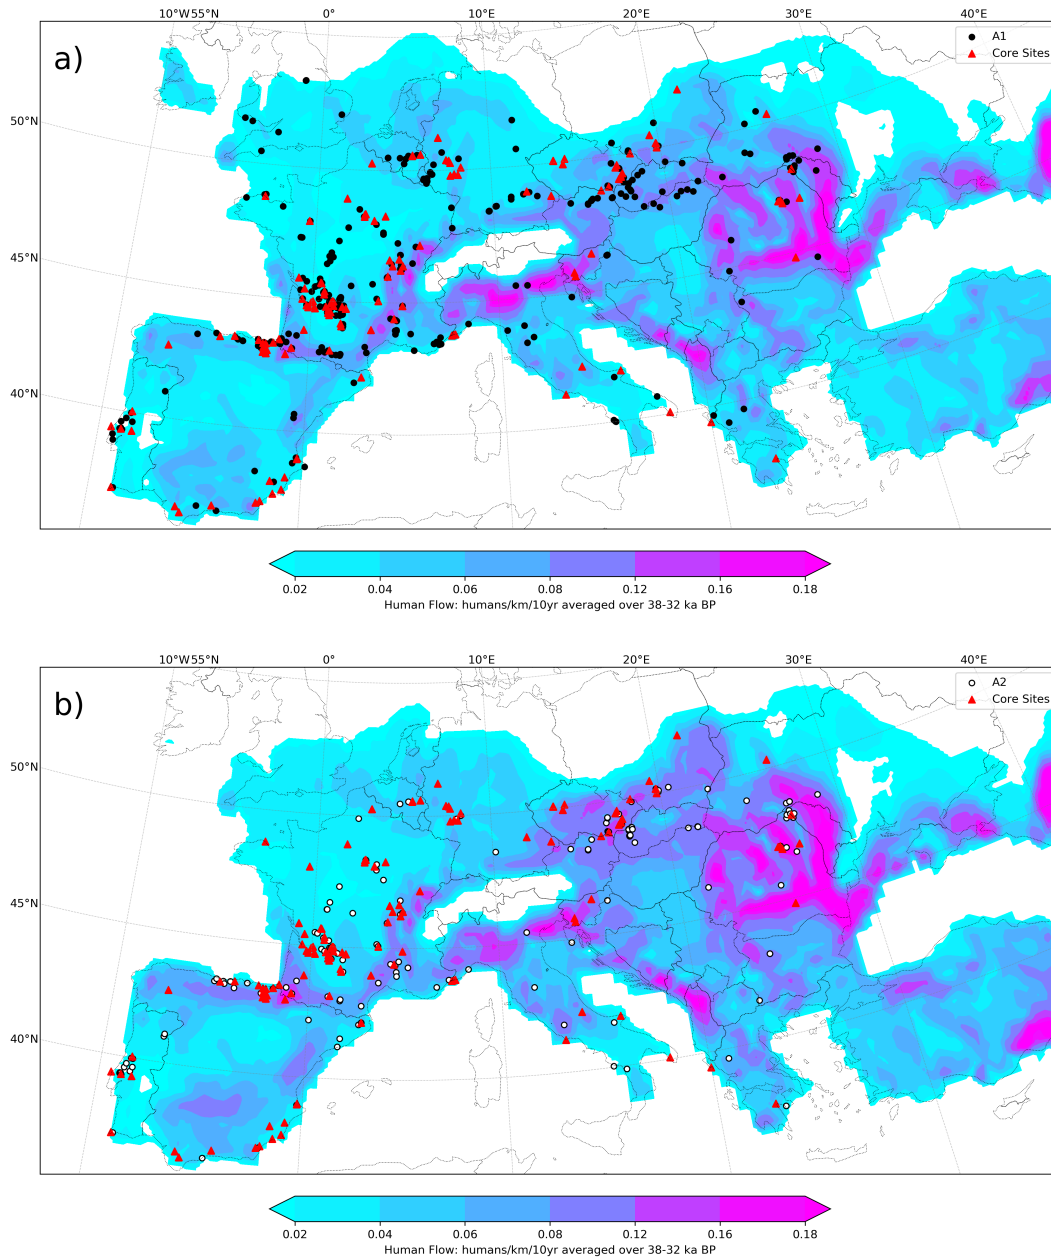 10°W55°N 0° 10°E 20°E 30°E 40°E
a)
A1
Core Sites
50°N
45°N
40°N
0.02 0.04 0.06 0.08 0.12 0.16 0.18
Human Flow: humans/km/10yr averaged over 38-32 ka BP
10°W55°N 0° 10°E 20°E 30°E 40°E
b)
A2
Core Sites
50°N
45°N
40°N
0.02 0.04 0.06 0.08 0.12 0.16 0.18
Human Flow: humans/km/10yr averaged over 38-32 ka BP